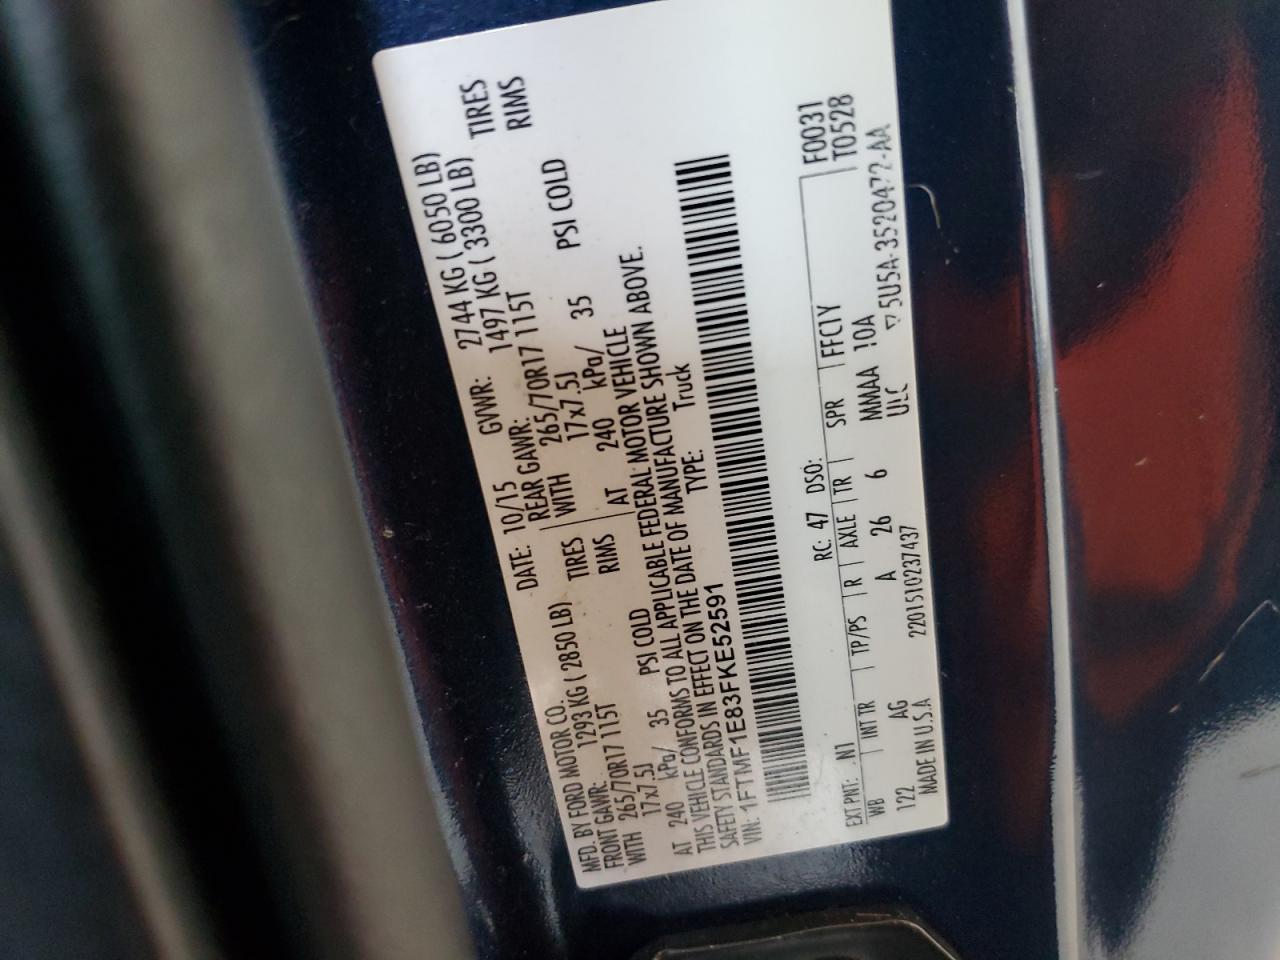 MFD. BY FORD MOTOR CO.
DATE: 10/15 GVWR: 2744 KG ( 6050 LB)
FRONT GAWR: 1293 KG ( 2850 LB) REAR GAWR: 1497 KG ( 3300 LB)
WITH 265/70R17 115T TIRES WITH 265/70R17 115T TIRES
17x7.5J RIMS 17x7.5J RIMS
AT 240 kPa/ 35 PSI COLD AT 240 kPa/ 35 PSI COLD
THIS VEHICLE CONFORMS TO ALL APPLICABLE FEDERAL MOTOR VEHICLE
SAFETY STANDARDS IN EFFECT ON THE DATE OF MANUFACTURE SHOWN ABOVE.
VIN: 1FTMF1E83FKE52591 TYPE: Truck
F0031
T0528
EXT PNT: N1 RC: 47 DSO:
WB INT TR TP/PS R AXLE TR SPR FFC1Y
122 AG A 26 6 MMAA 10A
MADE IN U.S.A 2201510237437 ULC ▽5U5A-3520472-AA